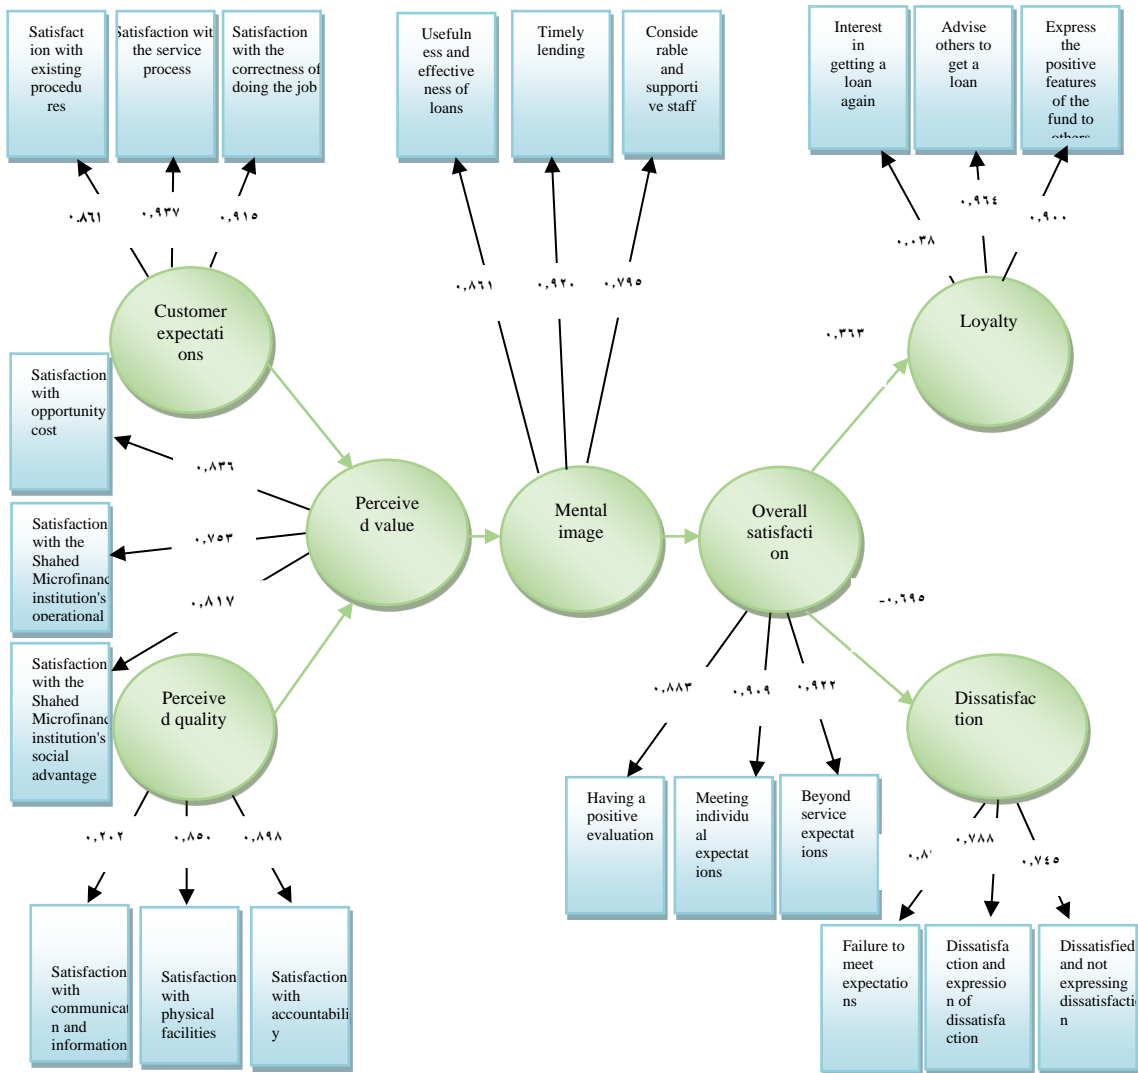 Satisfact
ion with
existing
procedu
res
Satisfaction wit
the service
process
Satisfaction
with the
correctness of
doing the job
Usefuln
ess and
effective
ness of
loans
Timely
lending
Conside
rable
and
supporti
ve staff
Interest
in
getting a
loan
again
Advise
others to
get a
loan
Express
the
positive
features
of the
fund to
others
٠.٨٦١
٠,٩٣٧
٠,٩١٥
٠,٨٦١
٠,٩٢٠
٠,٧٩٥
٠,٠٣٨
٠,٩٦٤
٠,٩٠٠
Customer
expectati
ons
Loyalty
٠,٣٦٣
Satisfaction
with
opportunity
cost
٠,٨٣٦
Satisfaction
with the
Shahed
Microfinanc
institution's
operational
٠,٧٥٣
٠,٨١٧
Perceive
d value
Mental
image
Overall
satisfacti
on
-٠,٦٩٥
Satisfaction
with the
Shahed
Microfinanc
institution's
social
advantage
Perceive
d quality
Dissatisfac
tion
٠,٨٨٣
٠,٩٠٩
٠,٩٢٢
Having a
positive
evaluation
Meeting
individu
al
expectat
ions
Beyond
service
expectat
ions
٠,٢٠٢
٠,٨٥٠
٠,٨٩٨
٠,٧٨٨
٠,٧٤٥
Satisfaction
with
communicat
n and
information
Satisfaction
with
physical
facilities
Satisfaction
with
accountabili
y
Failure to
meet
expectatio
ns
Dissatisfa
ction and
expressio
n of
dissatisfa
ction
Dissatisfied
and not
expressing
dissatisfacti
n